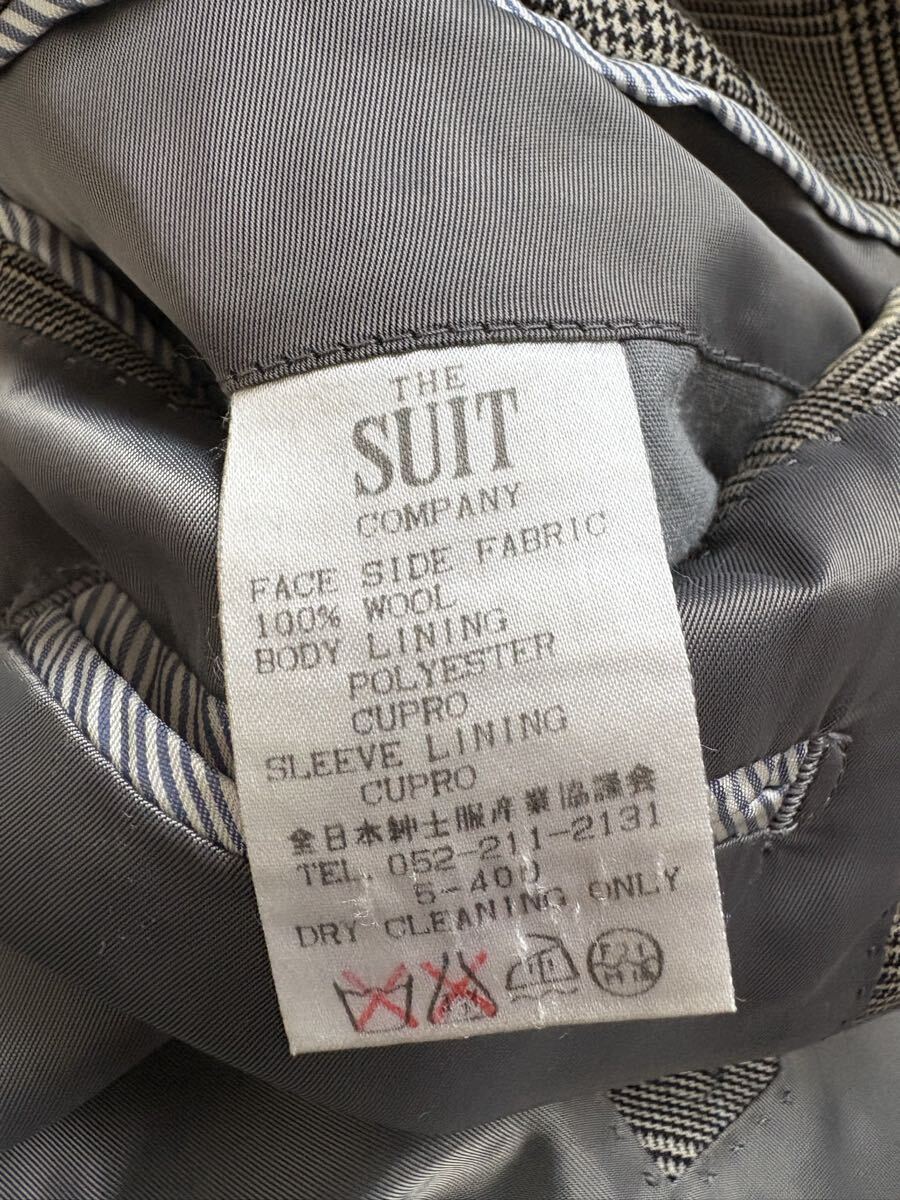 THE
SUIT
COMPANY
FACE SIDE FABRIC
100% WOOL
BODY LINING
POLYESTER
CUPRO
SLEEVE LINING
CUPRO
全日本紳士服産業協議会
TEL. 052-211-2131
5-400
DRY CLEANING ONLY
中